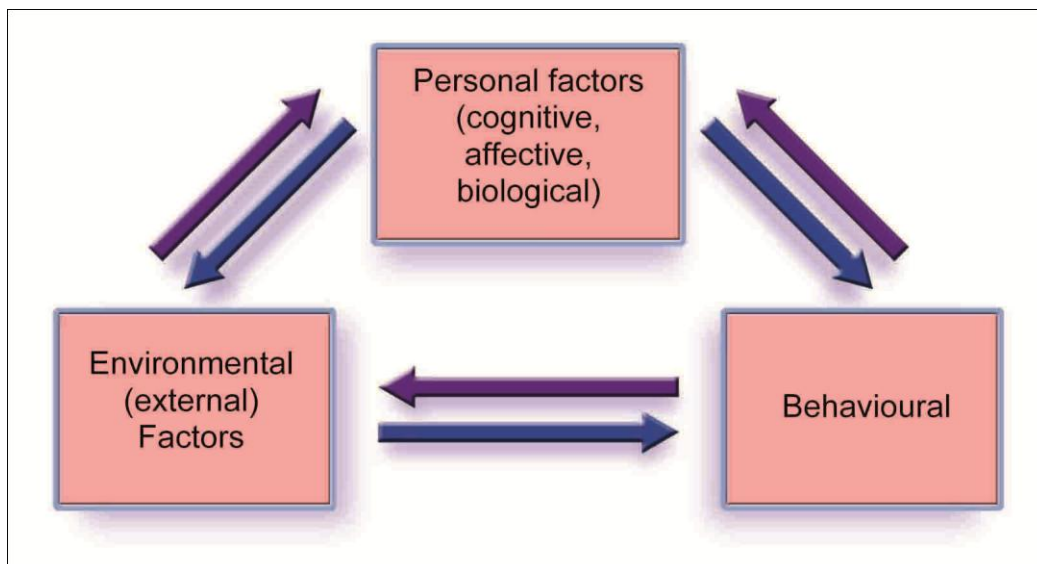 Personal factors
(cognitive,
affective,
biological)
Environmental
(external)
Factors
Behavioural